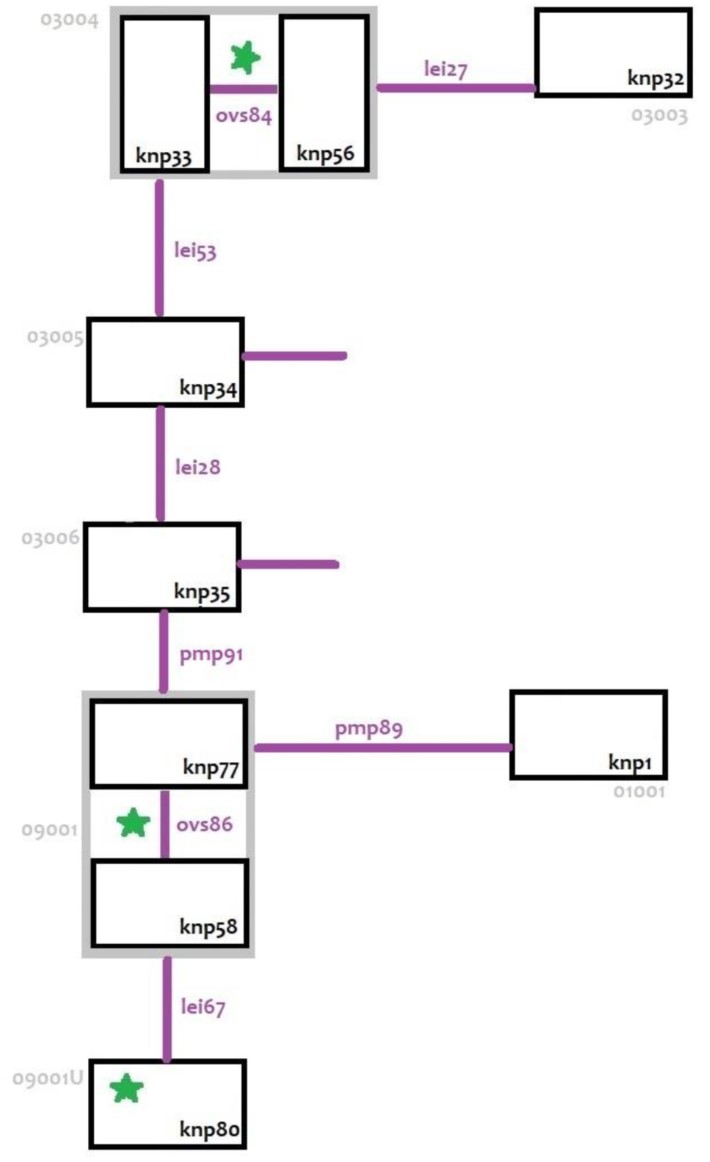 03004
lei27
knp32
ovs84
03003
knp33
knp56
lei53
03005
knp34
lei28
03006
knp35
pmp91
pmp89
knp77
knp1
01001
09001
ovs86
knp58
lei67
09001U
knp80